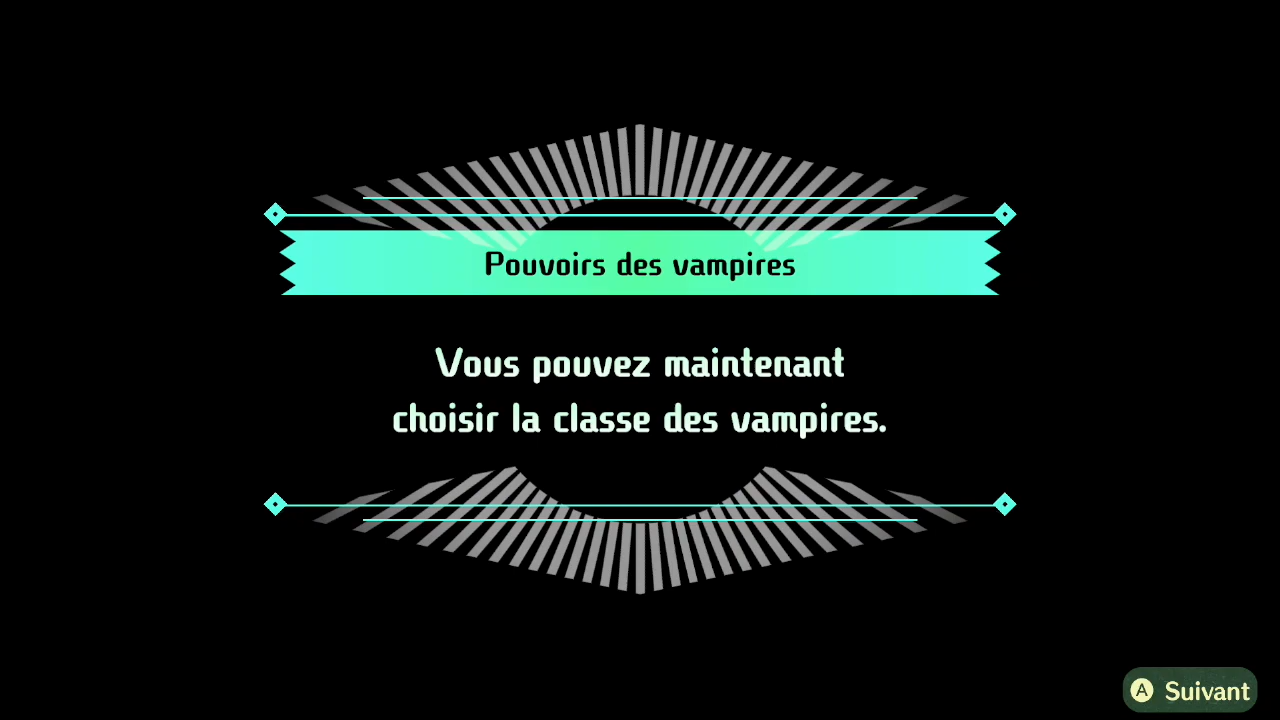 Pouvoirs des vampires
Vous pouvez maintenant
choisir la classe des vampires.
A Suivant